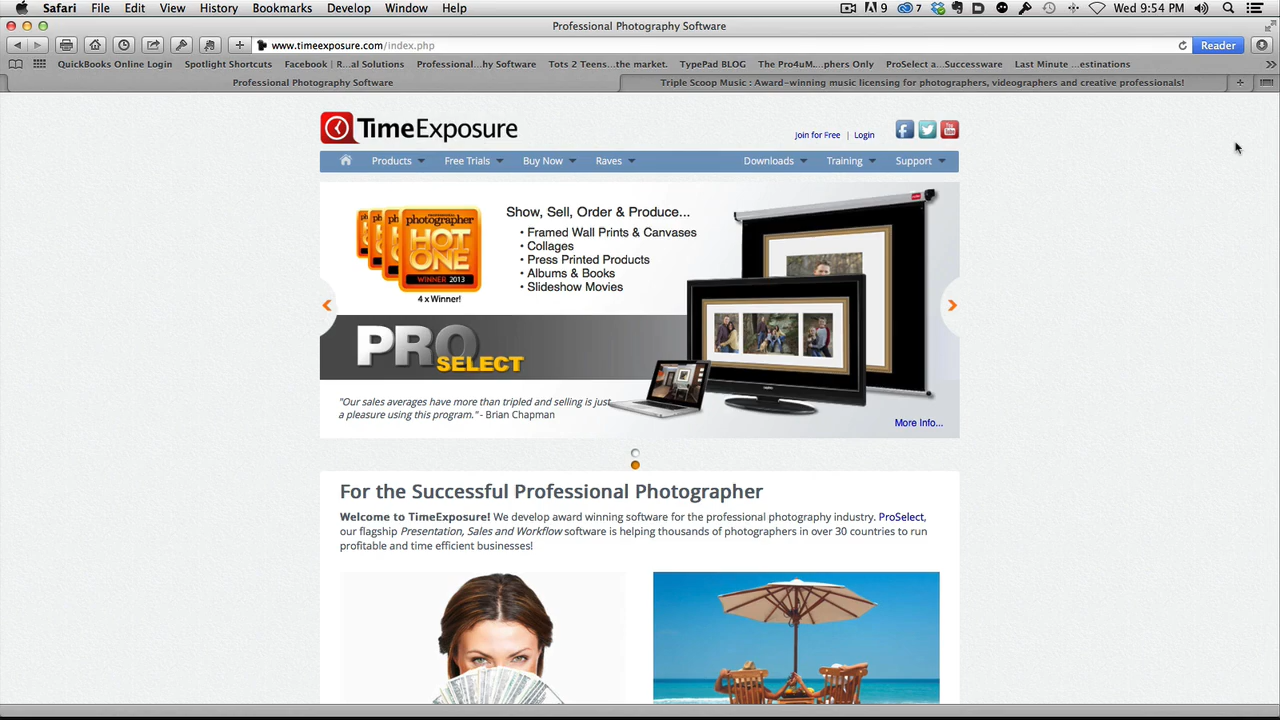 Safari File Edit View History Bookmarks Develop Window Help 9 7 Wed 9:54 PM
Professional Photography Software
www.timeexposure.com/index.php Reader
QuickBooks Online Login Spotlight Shortcuts Facebook | R...al Solutions Professional...hy Software Tots 2 Teens...the market. TypePad BLOG The Pro4uM....phers Only ProSelect a...Successware Last Minute ...estinations
Professional Photography Software Triple Scoop Music : Award-winning music licensing for photographers, videographers and creative professionals!
TimeExposure
Join for Free | Login
Products Free Trials Buy Now Raves Downloads Training Support
photographer
HOT
ONE
WINNER 2013
4 x Winner!
Show, Sell, Order & Produce...
• Framed Wall Prints & Canvases
• Collages
• Press Printed Products
• Albums & Books
• Slideshow Movies
PRO
SELECT
"Our sales averages have more than tripled and selling is just
a pleasure using this program." - Brian Chapman
More Info...
For the Successful Professional Photographer
Welcome to TimeExposure! We develop award winning software for the professional photography industry. ProSelect,
our flagship Presentation, Sales and Workflow software is helping thousands of photographers in over 30 countries to run
profitable and time efficient businesses!